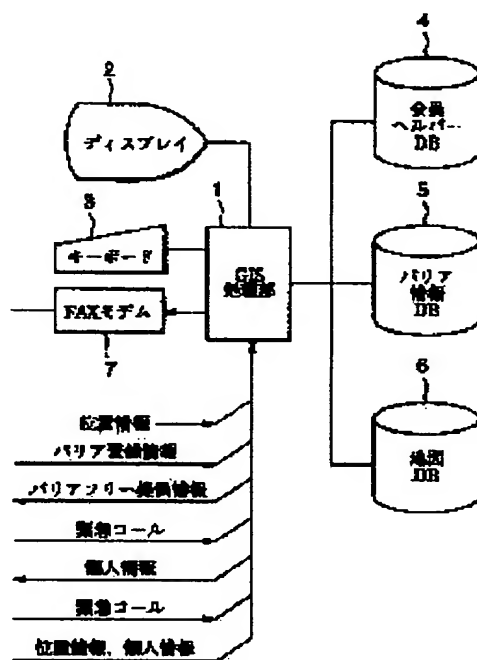 4
会員
ヘルパー
DB
2
ディスプレイ
1
5
3
キーボード
GIS
処理部
バリア
情報
DB
FAXモデム
7
6
地図
DB
位置情報
バリア
情報
バリアフリー提供情報
緊急コール
個人情報
緊急コール
位置情報、個人情報